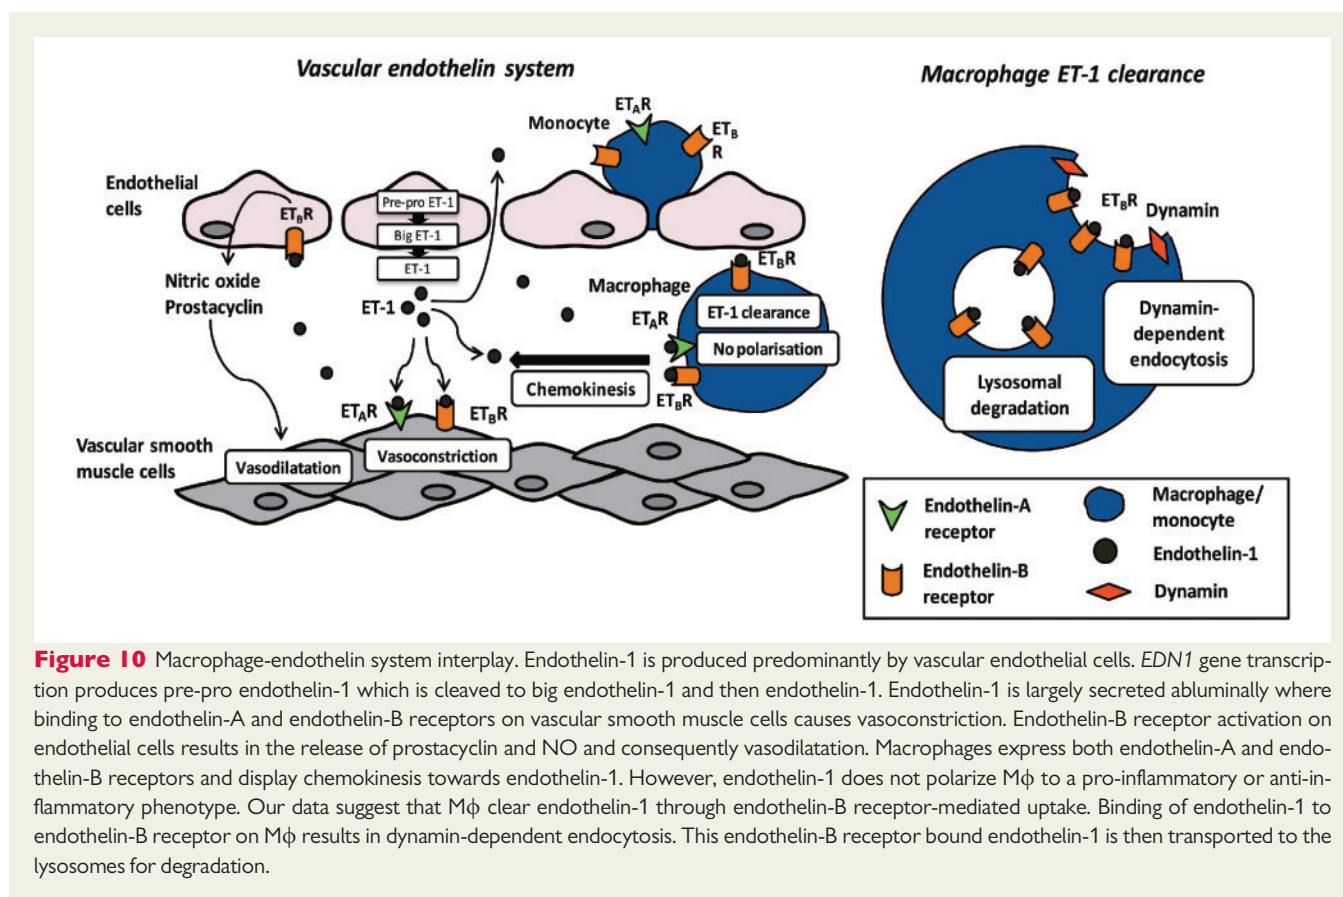 Vascular endothelin system
Macrophage ET-1 clearance
ETAR
Monocyte
ETB
R
Endothelial
cells
ETBR
Pre-pro ET-1
Big ET-1
ET-1
Nitric oxide
Prostacyclin
ET-1
Macrophage
ETBR
ET-1 clearance
ETAR
No polarisation
Chemokinesis
ETBR
ETAR
ETBR
Vascular smooth
muscle cells
Vasodilatation
Vasoconstriction
ETBR
Dynamin
Dynamin-
dependent
endocytosis
Lysosomal
degradation
Endothelin-A
receptor
Macrophage/
monocyte
Endothelin-B
receptor
Endothelin-1
Dynamin
Figure 10 Macrophage-endothelin system interplay. Endothelin-1 is produced predominantly by vascular endothelial cells. EDN1 gene transcrip-
tion produces pre-pro endothelin-1 which is cleaved to big endothelin-1 and then endothelin-1. Endothelin-1 is largely secreted abluminally where
binding to endothelin-A and endothelin-B receptors on vascular smooth muscle cells causes vasoconstriction. Endothelin-B receptor activation on
endothelial cells results in the release of prostacyclin and NO and consequently vasodilatation. Macrophages express both endothelin-A and endo-
thelin-B receptors and display chemokinesis towards endothelin-1. However, endothelin-1 does not polarize Mϕ to a pro-inflammatory or anti-in-
flammatory phenotype. Our data suggest that Mϕ clear endothelin-1 through endothelin-B receptor-mediated uptake. Binding of endothelin-1 to
endothelin-B receptor on Mϕ results in dynamin-dependent endocytosis. This endothelin-B receptor bound endothelin-1 is then transported to the
lysosomes for degradation.